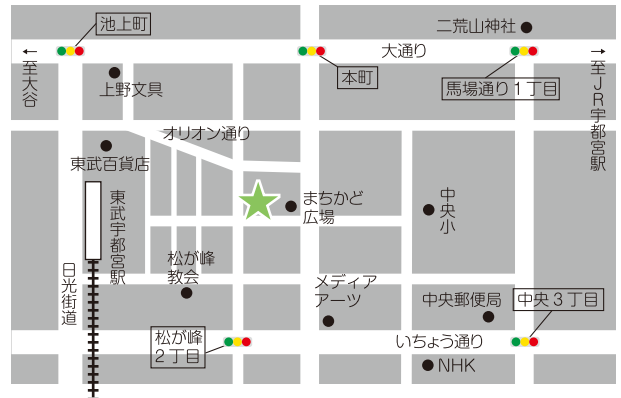 池上町
二荒山神社
←至大谷
大通り
→至JR宇都宮駅
本町
馬場通り1丁目
上野文具
オリオン通り
東武百貨店
東武宇都宮駅
まちかど
広場
中央小
日光街道
松が峰
教会
メディア
アーツ
中央郵便局
中央3丁目
松が峰
2丁目
いちょう通り
NHK